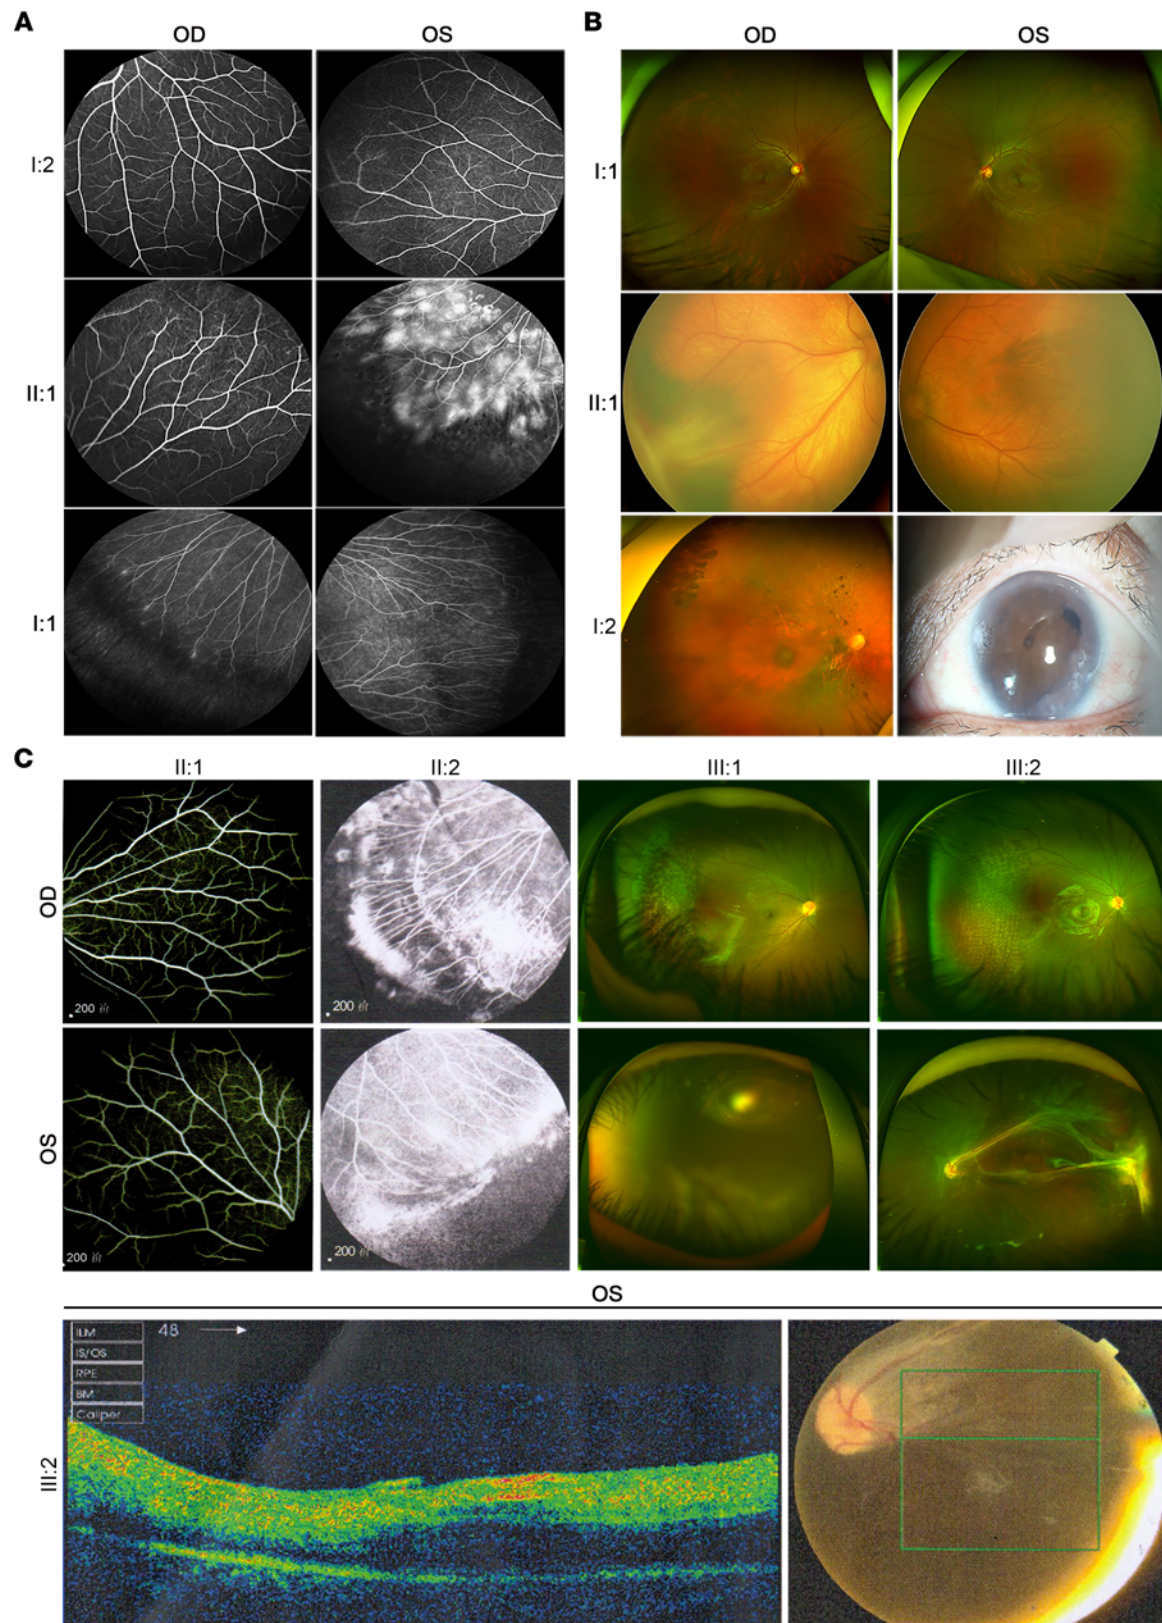 A
OD
OS
I:2
II:1
I:1
B
OD
OS
I:1
II:1
I:2
C
II:1
II:2
III:1
III:2
OD
200
200
OS
200
200
OS
III:2
ILM
IS/OS
RPE
BM
Caliper
48